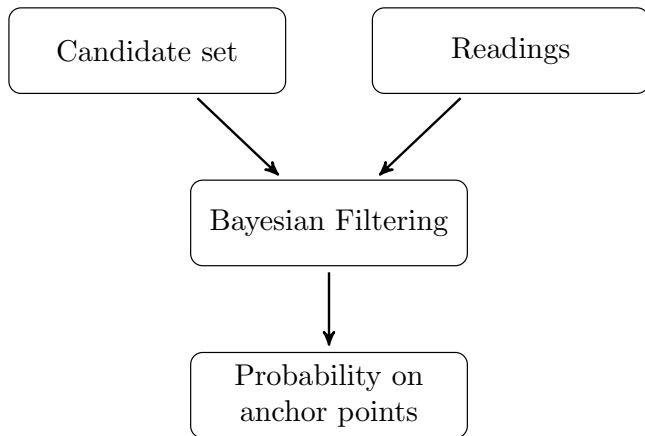 Candidate set
Readings
Bayesian Filtering
Probability on
anchor points